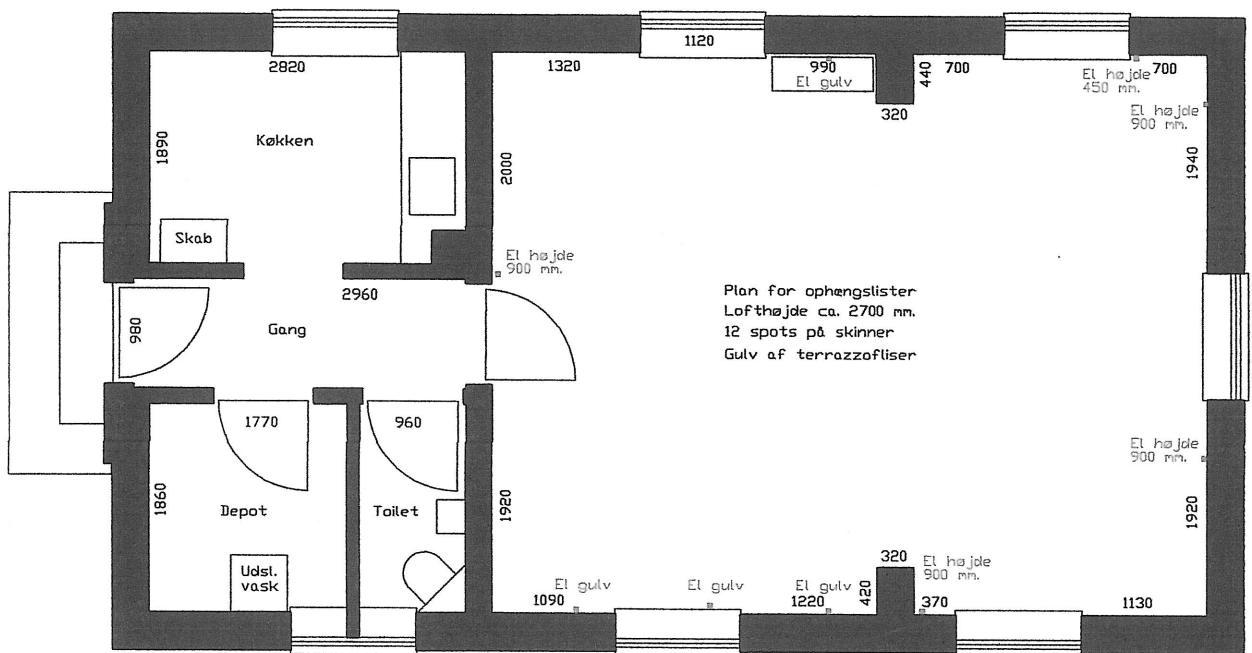 1120
2820
1320
990
El gulv
440
700
El højde
450 mm.
700
El højde
900 mm.
320
1890
Køkken
2000
1940
Skab
El højde
900 mm.
2960
980
Gang
Plan for ophængslister
Lofthøjde ca. 2700 mm.
12 spots på skinner
Gulv af terrazzofliser
1770
960
El højde
900 mm.
1860
Depot
Toilet
1920
1920
Udsl.
vask
El gulv
El gulv
El gulv
320
El højde
900 mm.
1090
1220
420
370
1130